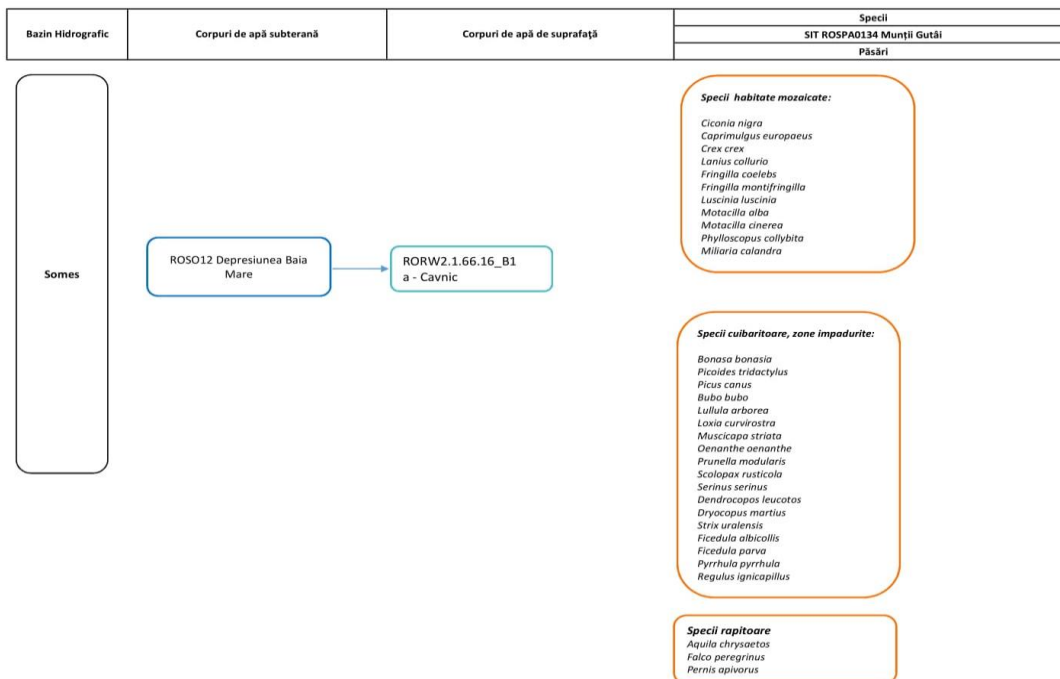 Bazin Hidrografic
Corpuri de apă subterană
Corpuri de apă de suprafață
Specii
SIT ROSPA0134 Munții Gutâi
Păsări
Somes
ROSO12 Depresiunea Baia
Mare
RORW2.1.66.16_B1
a - Cavnic
Specii habitate mozaicate:
Ciconia nigra
Caprimulgus europaeus
Crex crex
Lanius collurio
Fringilla coelebs
Fringilla montifringilla
Luscinia luscinia
Motacilla alba
Motacilla cinerea
Phylloscopus collybita
Miliaria calandra
Specii cuibaritoare, zone impadurite:
Bonasa bonasia
Picoides tridactylus
Picus canus
Bubo bubo
Lullula arborea
Loxia curvirostra
Muscicapa striata
Oenanthe oenanthe
Prunella modularis
Scolopax rusticola
Serinus serinus
Dendrocopos leucotos
Dryocopus martius
Strix uralensis
Ficedula albicollis
Ficedula parva
Pyrrhula pyrrhula
Regulus ignicapillus
Specii rapitoare
Aquila chrysaetos
Falco peregrinus
Pernis apivorus